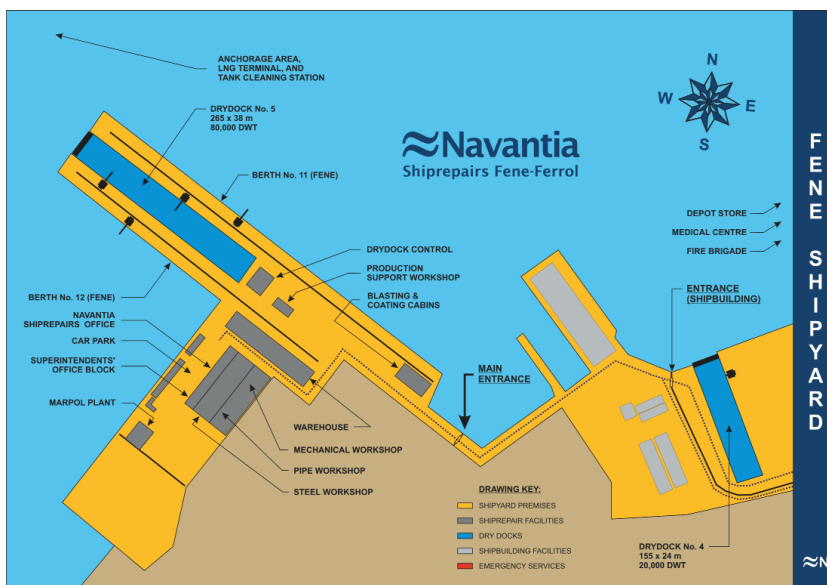 ANCHORAGE AREA,
LNG TERMINAL, AND
TANK CLEANING STATION
DRYDOCK No. 5
265 x 38 m
80,000 DWT
BERTH No. 11 (FENE)
Navantia
Shiprepairs Fene-Ferrol
N
W
E
S
DEPOT STORE
MEDICAL CENTRE
FIRE BRIGADE
ENTRANCE
(SHIPBUILDING)
DRYDOCK CONTROL
PRODUCTION
SUPPORT WORKSHOP
BLASTING &
COATING CABINS
BERTH No. 12 (FENE)
NAVANTIA
SHIPREPAIRS OFFICE
CAR PARK
SUPERINTENDENTS'
OFFICE BLOCK
MARPOL PLANT
MAIN
ENTRANCE
WAREHOUSE
MECHANICAL WORKSHOP
PIPE WORKSHOP
STEEL WORKSHOP
DRAWING KEY:
SHIPYARD PREMISES
SHIPREPAIR FACILITIES
DRY DOCKS
SHIPBUILDING FACILITIES
EMERGENCY SERVICES
DRYDOCK No. 4
155 x 24 m
20,000 DWT
FENE SHIPYARD
N